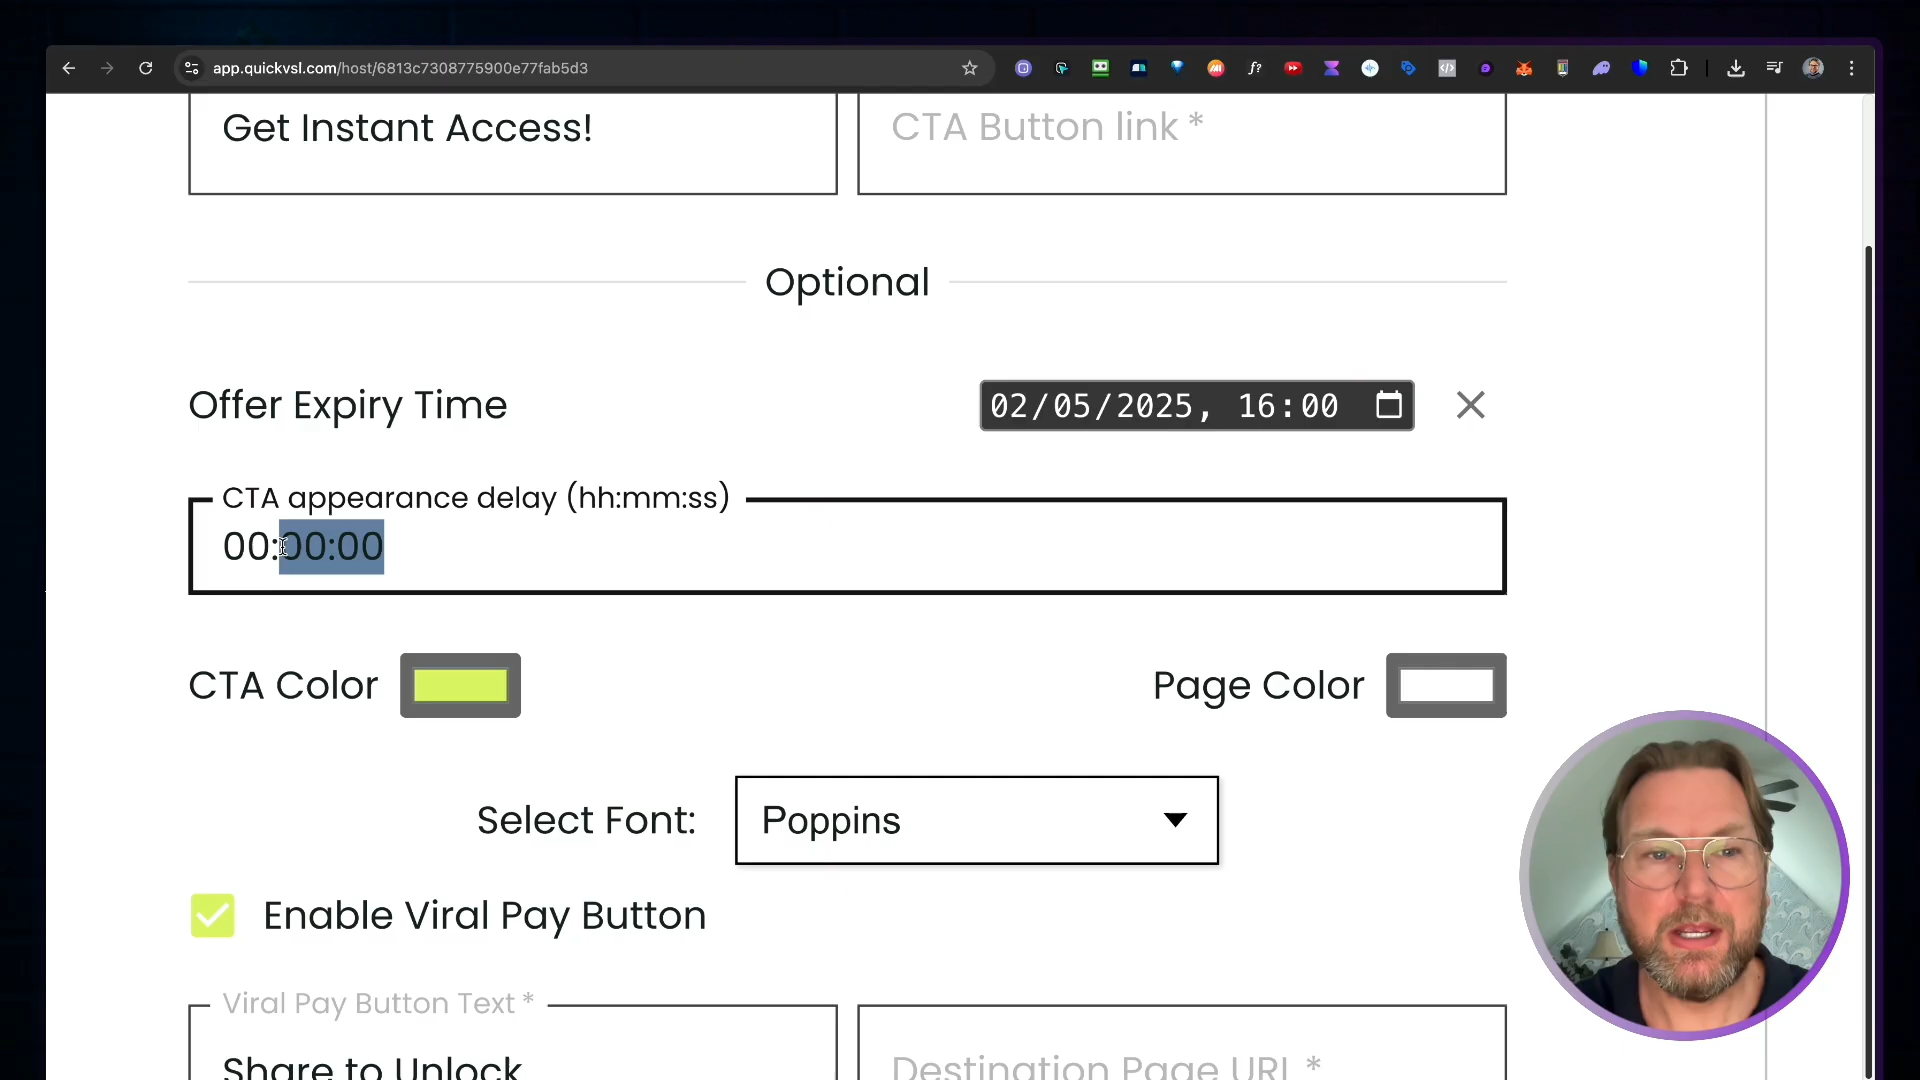 app.quickvsl.com/host/6813c7308775900e77fab5d3
Get Instant Access!
CTA Button link *
Optional
Offer Expiry Time
02/05/2025, 16:00
CTA appearance delay (hh:mm:ss)
00:00:00
CTA Color
Page Color
Select Font:
Poppins
Enable Viral Pay Button
Viral Pay Button Text *
Share to Unlock
Destination Page URL *